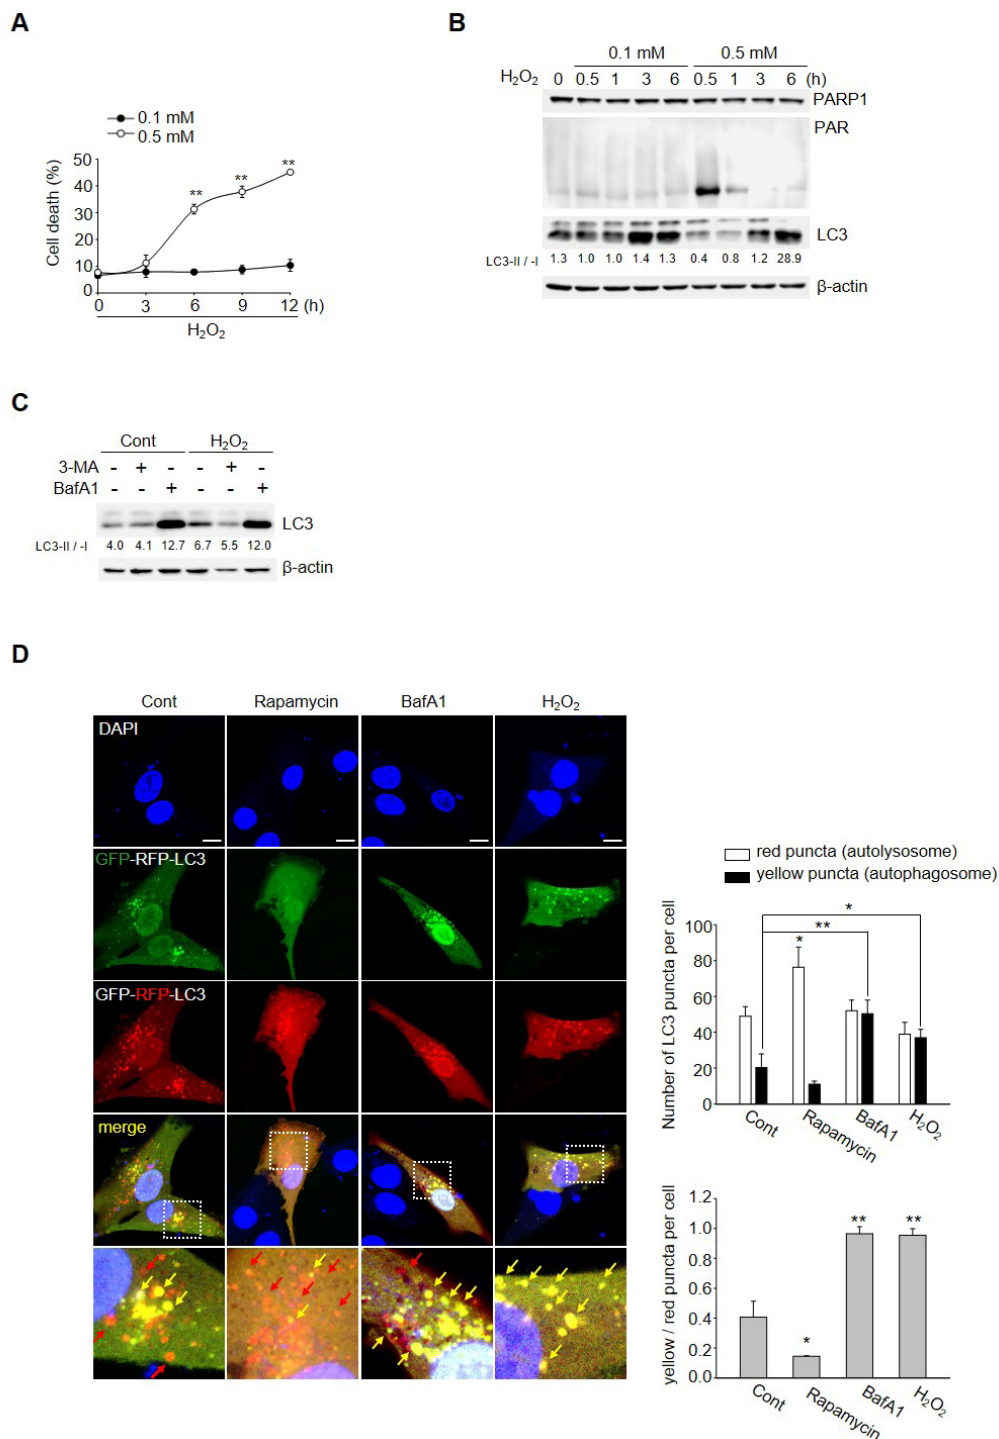 A
0.1 mM
0.5 mM
Cell death (%)
50
40
30
20
10
0
**
**
**
0 3 6 9 12 (h)
H₂O₂
B
0.1 mM 0.5 mM
H₂O₂ 0 0.5 1 3 6 0.5 1 3 6 (h)
PARP1
PAR
LC3
LC3-II / -I 1.3 1.0 1.0 1.4 1.3 0.4 0.8 1.2 28.9
β-actin
C
Cont H₂O₂
3-MA - + - - + -
BafA1 - - + - - +
LC3
LC3-II / -I 4.0 4.1 12.7 6.7 5.5 12.0
β-actin
D
Cont Rapamycin BafA1 H₂O₂
DAPI
GFP-RFP-LC3
GFP-RFP-LC3
merge
red puncta (autolysosome)
yellow puncta (autophagosome)
Number of LC3 puncta per cell
100
80
60
40
20
0
*
**
*
Cont Rapamycin BafA1 H₂O₂
yellow / red puncta per cell
1.2
1.0
0.8
0.6
0.4
0.2
0.0
*
**
**
Cont Rapamycin BafA1 H₂O₂